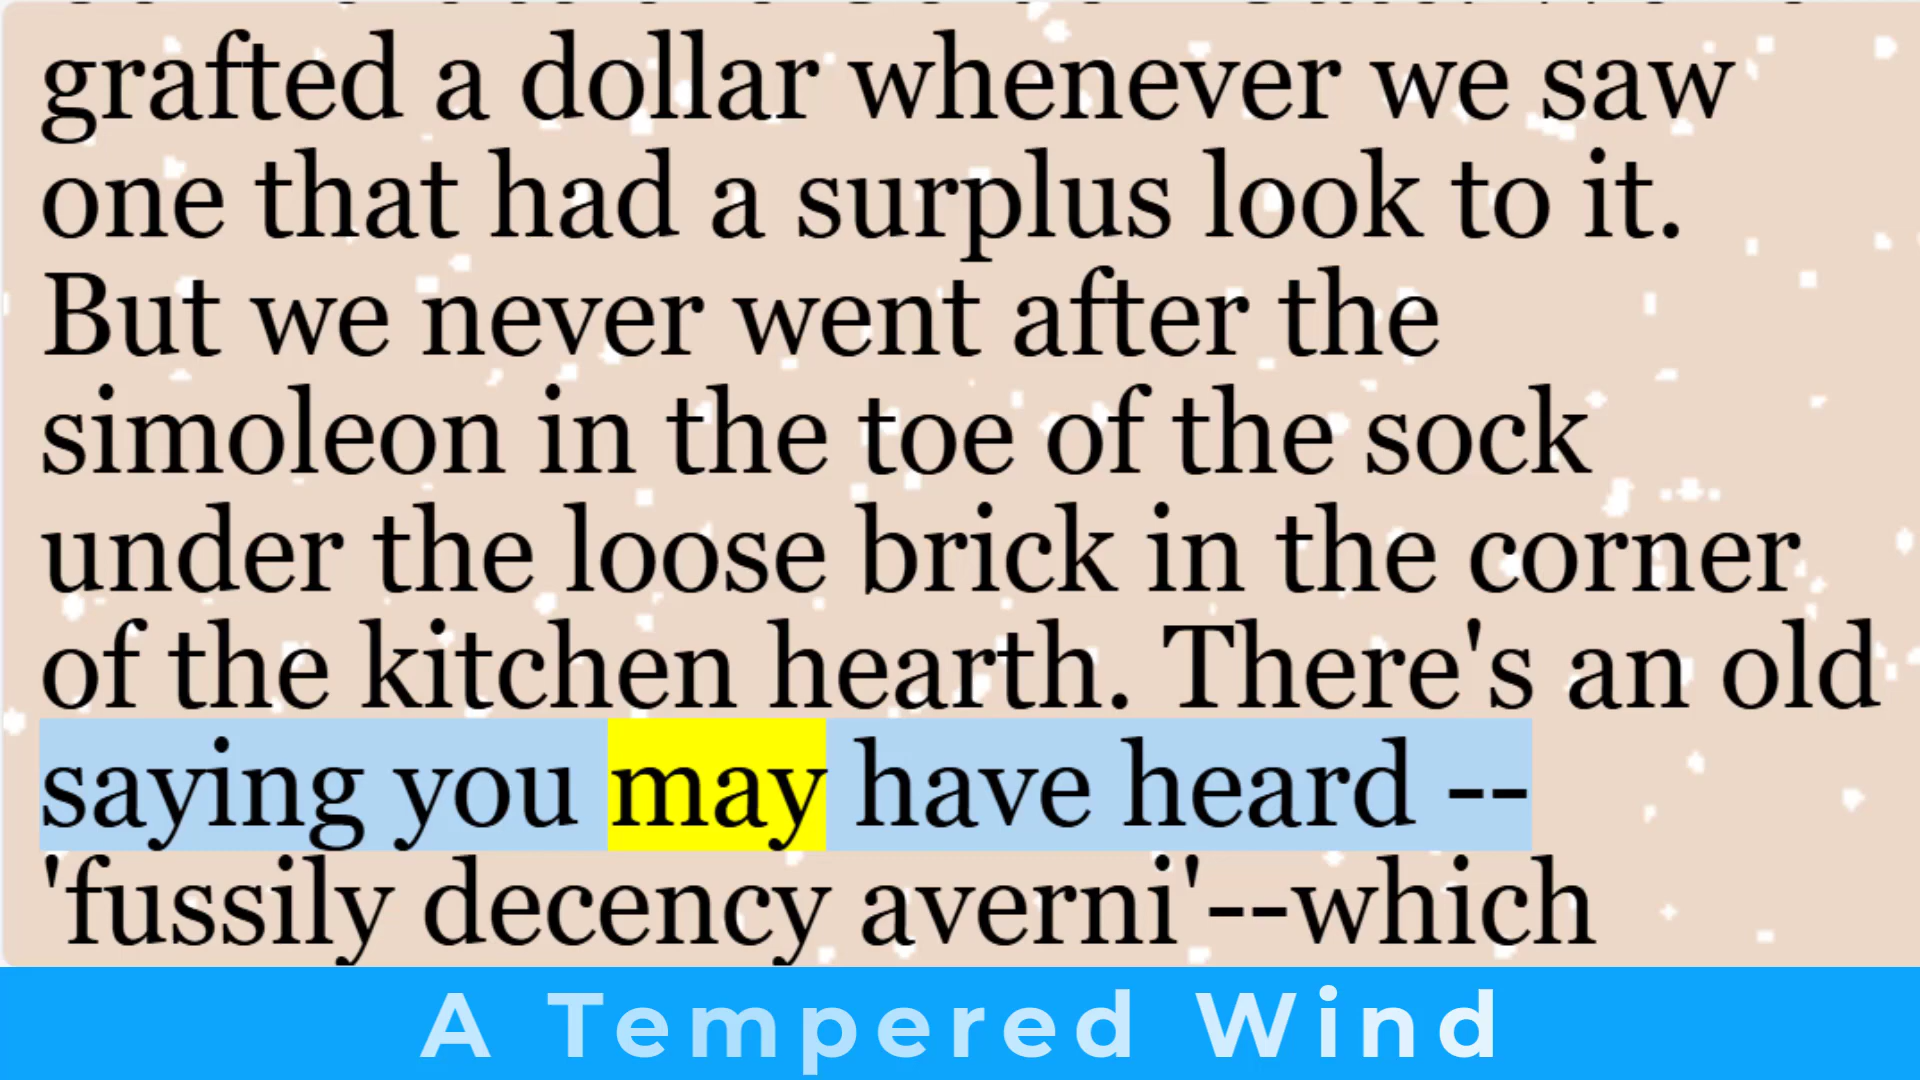 grafted a dollar whenever we saw
one that had a surplus look to it.
But we never went after the
simoleon in the toe of the sock
under the loose brick in the corner
of the kitchen hearth. There's an old
saying you may have heard --
'fussily decency averni'--which
A Tempered Wind